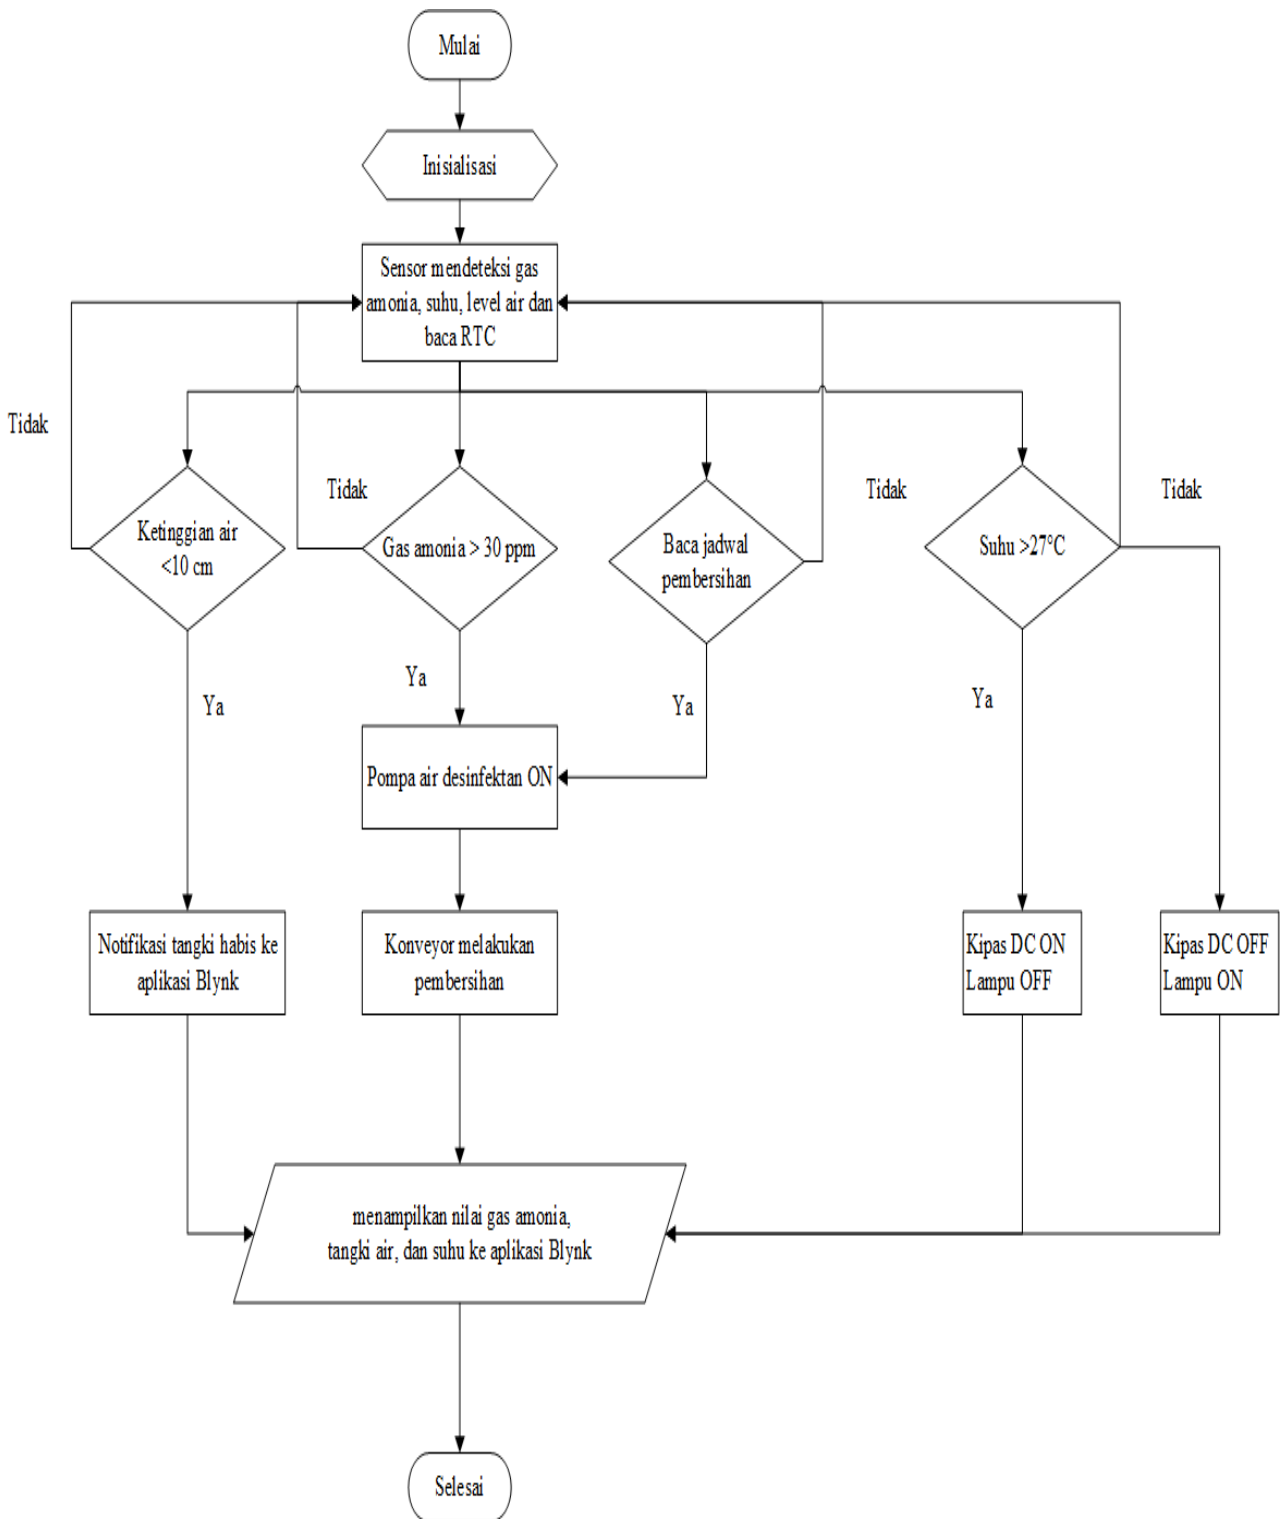 Mulai
Inisialisasi
Sensor mendeteksi gas
amonia, suhu, level air dan
baca RTC
Tidak
Tidak
Tidak
Tidak
Ketinggian air
<10 cm
Gas amonia > 30 ppm
Baca jadwal
pembersihan
Suhu >27°C
Ya
Ya
Ya
Ya
Pompa air desinfektan ON
Notifikasi tangki habis ke
aplikasi Blynk
Konveyor melakukan
pembersihan
Kipas DC ON
Lampu OFF
Kipas DC OFF
Lampu ON
menampilkan nilai gas amonia,
tangki air, dan suhu ke aplikasi Blynk
Selesai